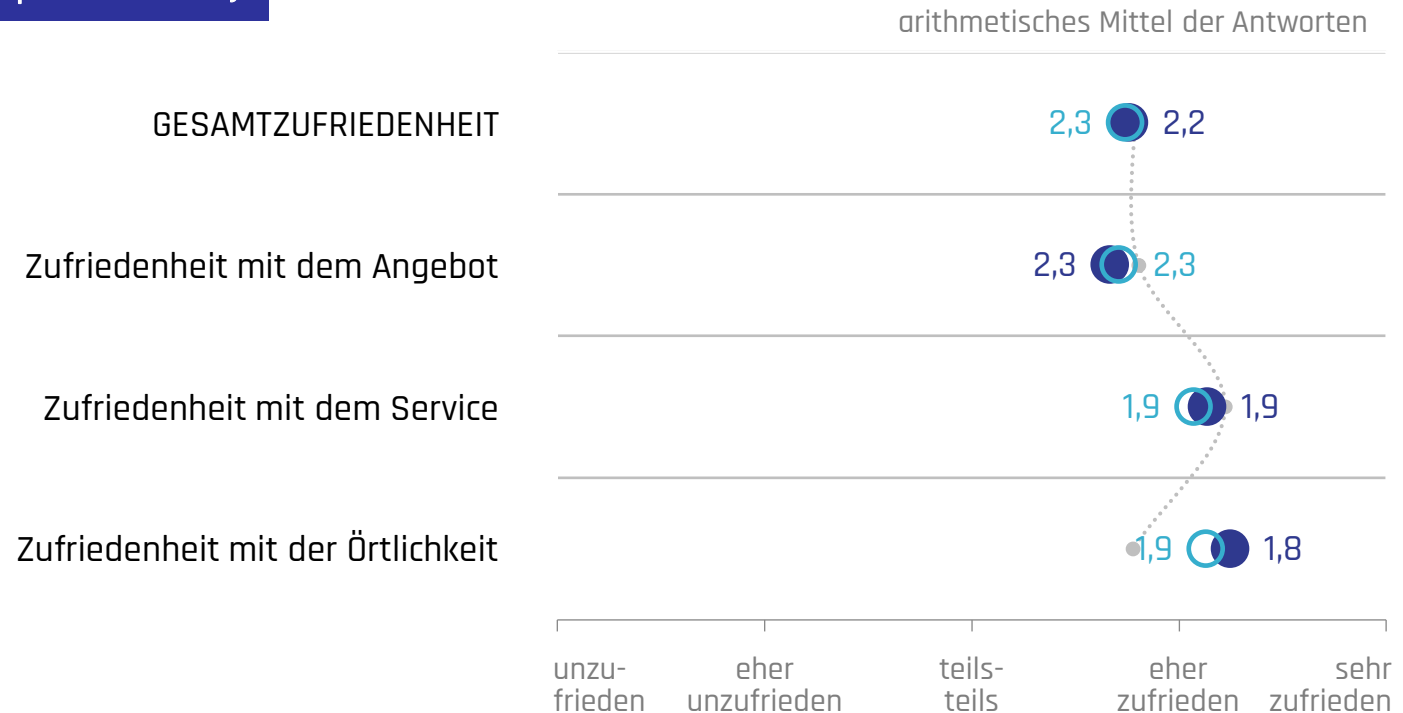 arithmetisches Mittel der Antworten
GESAMTZUFRIEDENHEIT
2,3 2,2
Zufriedenheit mit dem Angebot
2,3 2,3
Zufriedenheit mit dem Service
1,9 1,9
Zufriedenheit mit der Örtlichkeit
1,9 1,8
unzu- eher teils- eher sehr
frieden unzufrieden teils zufrieden zufrieden